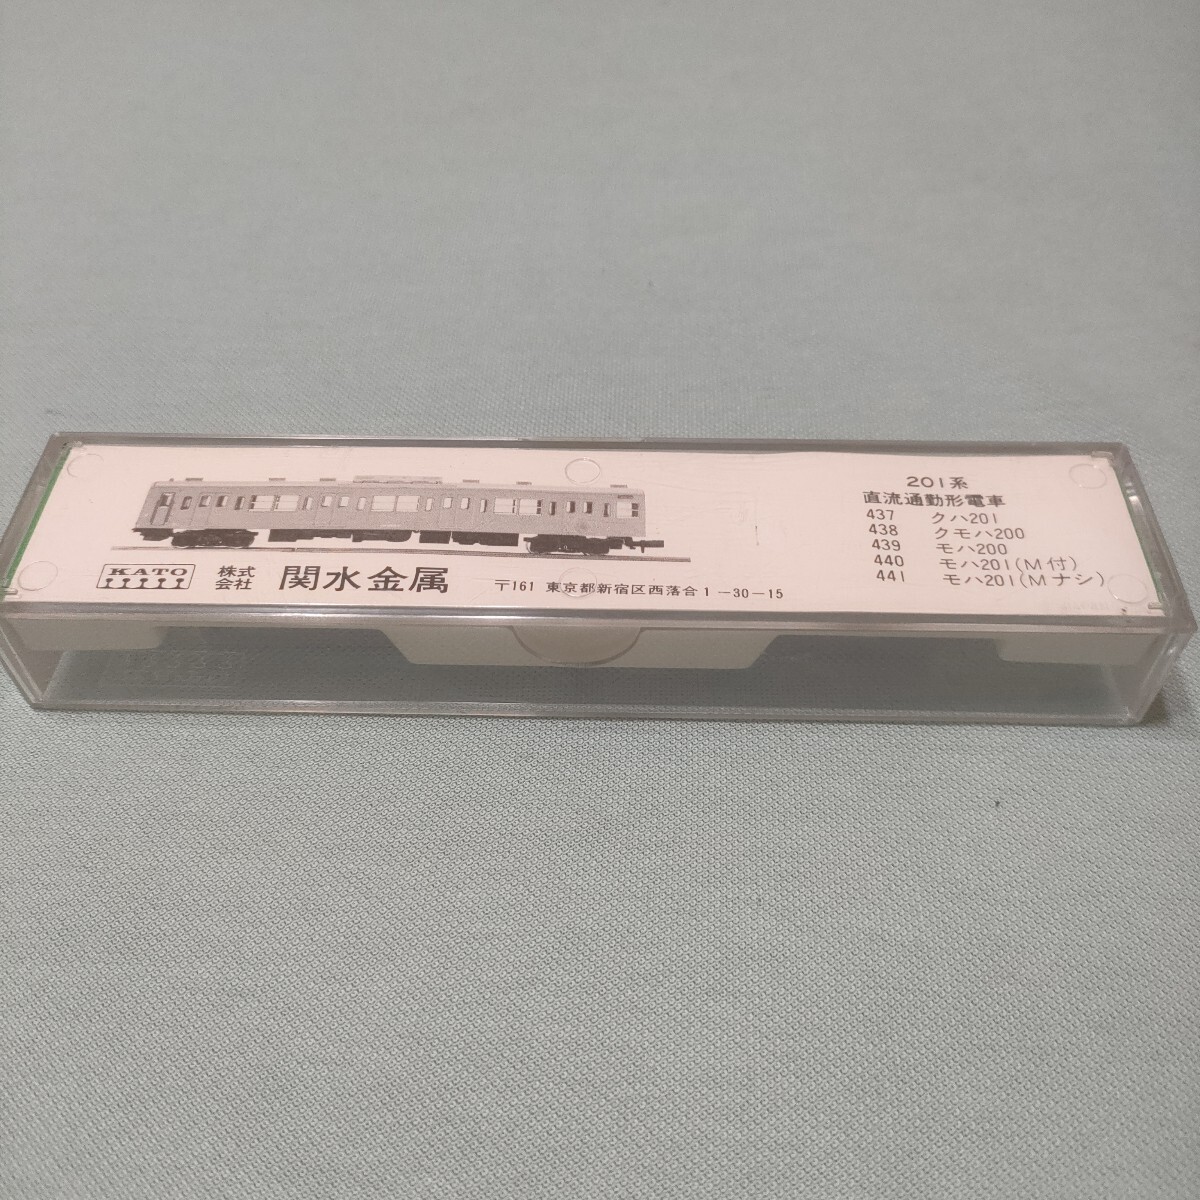 201系
直流通勤形電車
437 クハ201
438 クモハ200
439 モハ200
440 モハ201(M付)
441 モハ201(Mナシ)
KATO 株式会社 関水金属 〒161 東京都新宿区西落合1-30-15